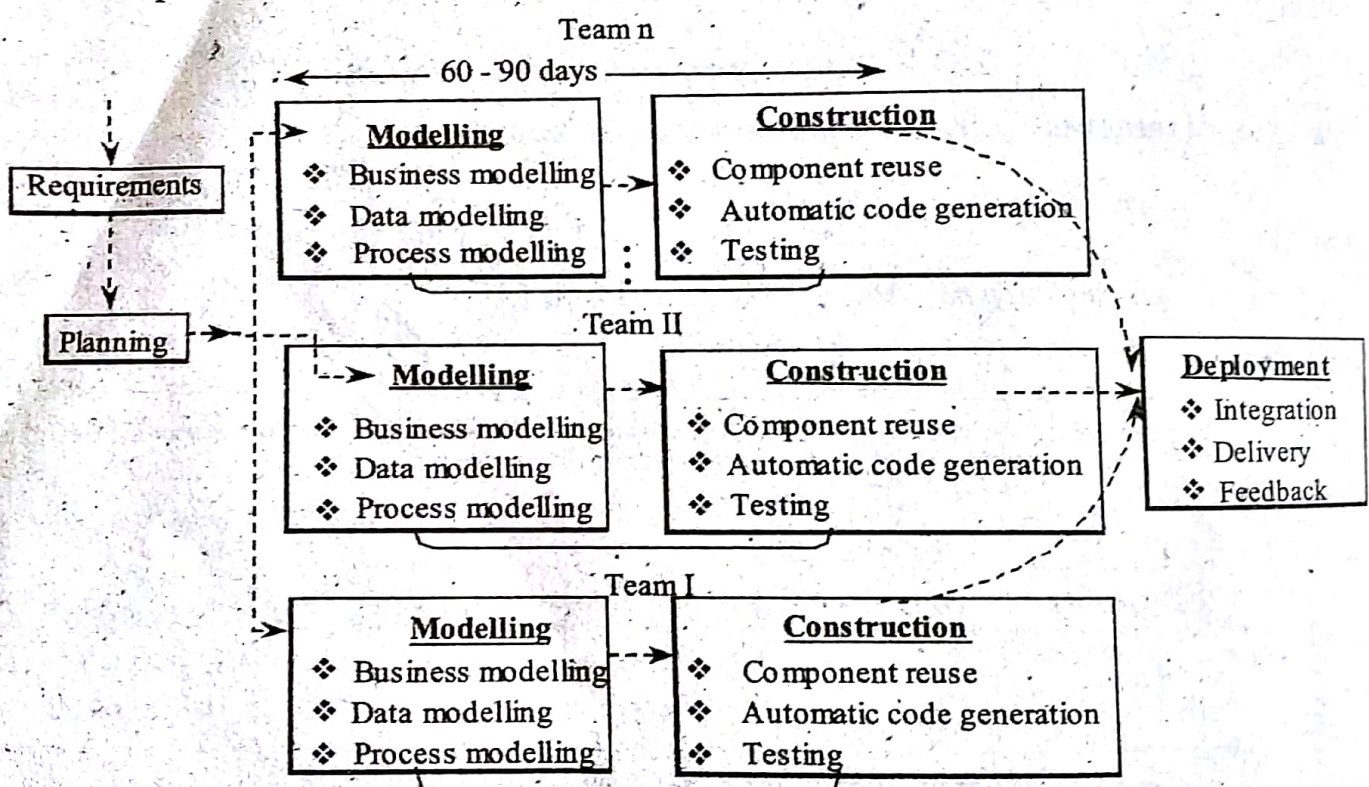 Team n
60 - 90 days
Requirements
Planning
Modelling
❖ Business modelling
❖ Data modelling
❖ Process modelling
Construction
❖ Component reuse
❖ Automatic code generation
❖ Testing
Team II
Modelling
❖ Business modelling
❖ Data modelling
❖ Process modelling
Construction
❖ Component reuse
❖ Automatic code generation
❖ Testing
Team I
Modelling
❖ Business modelling
❖ Data modelling
❖ Process modelling
Construction
❖ Component reuse
❖ Automatic code generation
❖ Testing
Deployment
❖ Integration
❖ Delivery
❖ Feedback